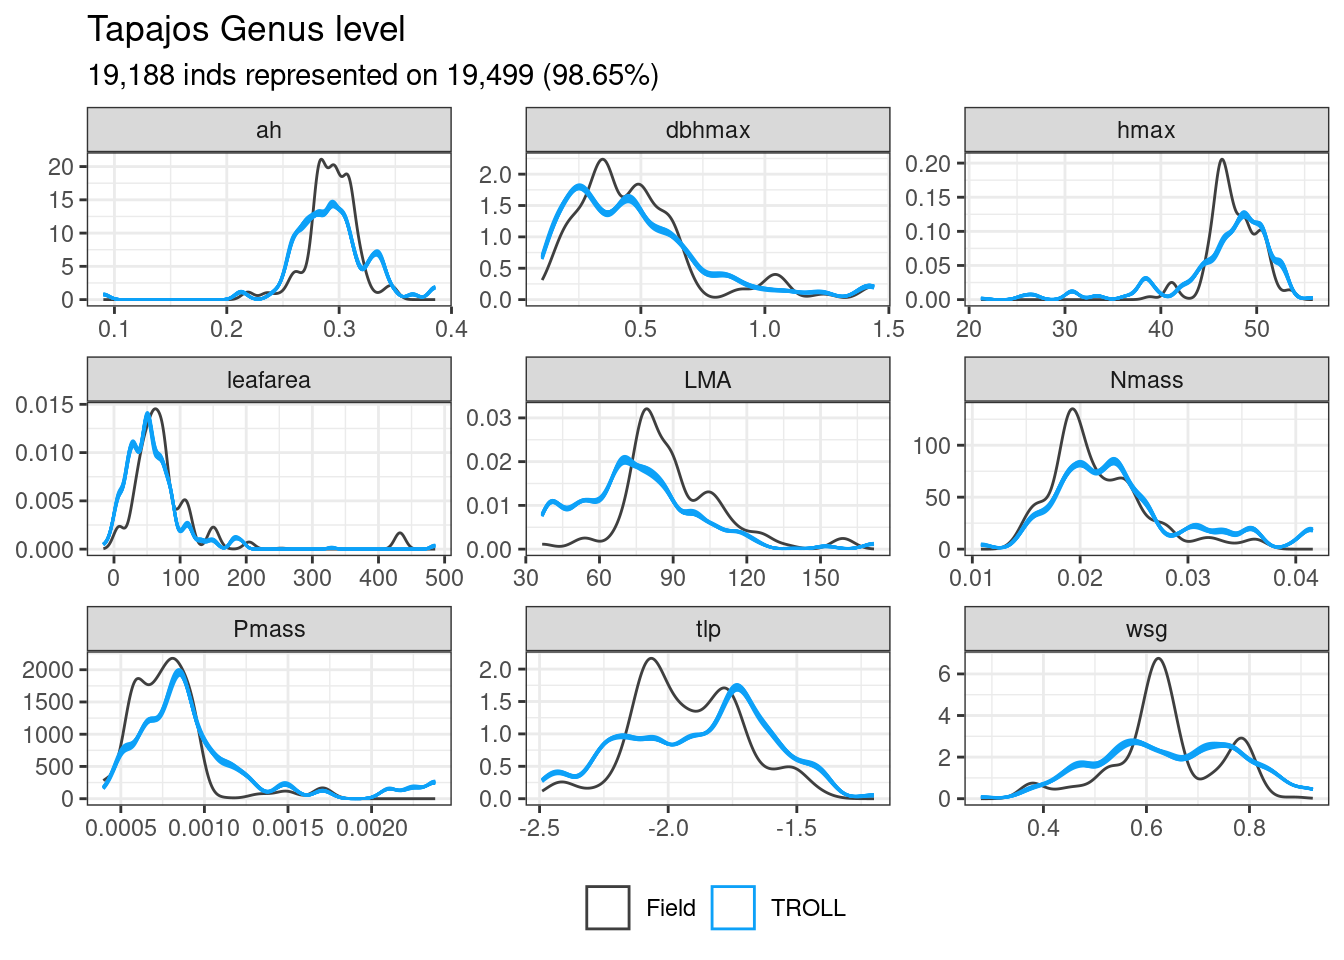 Tapajos Genus level
19,188 inds represented on 19,499 (98.65%)
ah
dbhmax
hmax
20
15
10
5
0
0.1 0.2 0.3 0.4
2.0
1.5
1.0
0.5
0.0
0.5 1.0 1.5
0.20
0.15
0.10
0.05
0.00
20 30 40 50
leafarea
LMA
Nmass
0.015
0.010
0.005
0.000
0 100 200 300 400 500
0.03
0.02
0.01
0.00
30 60 90 120 150
100
50
0
0.01 0.02 0.03 0.04
Pmass
tlp
wsg
2000
1500
1000
500
0
0.0005 0.0010 0.0015 0.0020
2.0
1.5
1.0
0.5
0.0
-2.5 -2.0 -1.5
6
4
2
0
0.4 0.6 0.8
Field TROLL